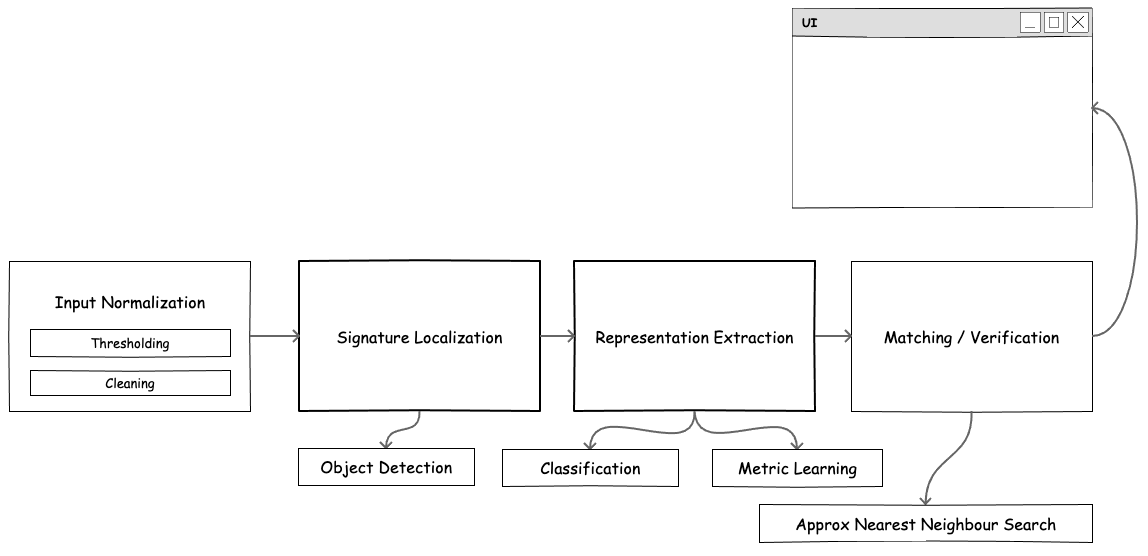 UI
Input Normalization
Thresholding
Cleaning
Signature Localization
Representation Extraction
Matching / Verification
Object Detection
Classification
Metric Learning
Approx Nearest Neighbour Search